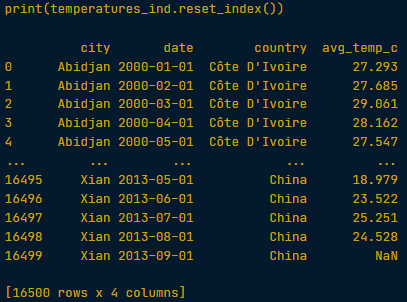 print(temperatures_ind.reset_index())
city date country avg_temp_c
0 Abidjan 2000-01-01 Côte D'Ivoire 27.293
1 Abidjan 2000-02-01 Côte D'Ivoire 27.685
2 Abidjan 2000-03-01 Côte D'Ivoire 29.061
3 Abidjan 2000-04-01 Côte D'Ivoire 28.162
4 Abidjan 2000-05-01 Côte D'Ivoire 27.547
... ... ... ... ...
16495 Xian 2013-05-01 China 18.979
16496 Xian 2013-06-01 China 23.522
16497 Xian 2013-07-01 China 25.251
16498 Xian 2013-08-01 China 24.528
16499 Xian 2013-09-01 China NaN
[16500 rows x 4 columns]